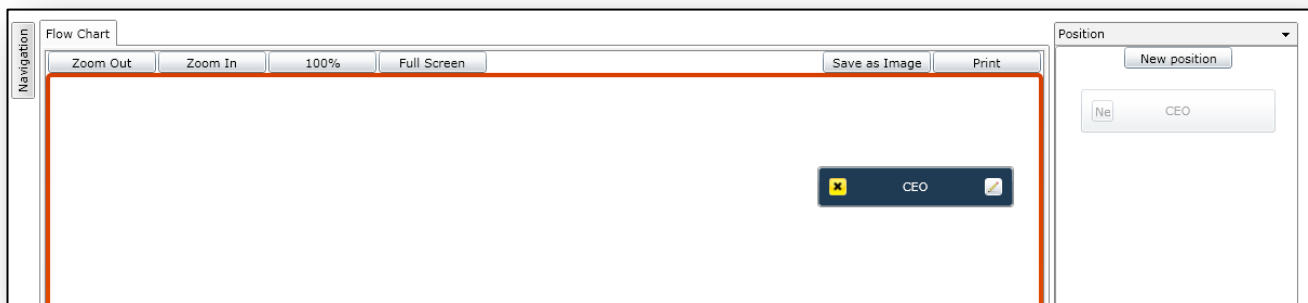 Navigation
Flow Chart
Zoom Out Zoom In 100% Full Screen Save as Image Print
CEO
Position
New position
Ne CEO